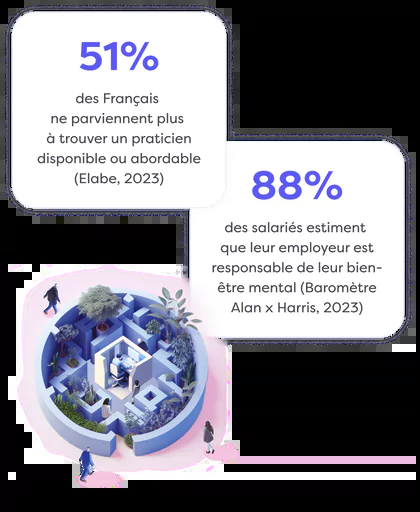 51%
des Français
ne parviennent plus
à trouver un praticien
disponible ou abordable
(Elabe, 2023)
88%
des salariés estiment
que leur employeur est
responsable de leur bien-
être mental (Baromètre
Alan x Harris, 2023)